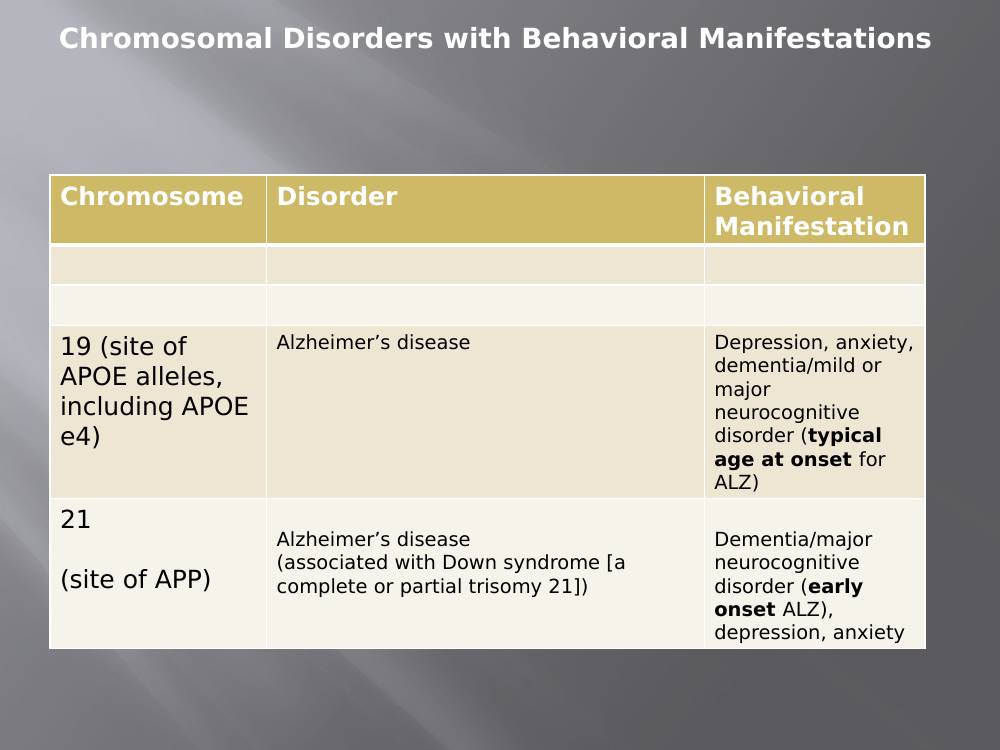 Chromosomal Disorders with Behavioral Manifestations
Chromosome
Disorder
Behavioral
Manifestation
19 (site of
APOE alleles,
including APOE
e4)
Alzheimer’s disease
Depression, anxiety,
dementia/mild or
major
neurocognitive
disorder (typical
age at onset for
ALZ)
21
(site of APP)
Alzheimer’s disease
(associated with Down syndrome [a
complete or partial trisomy 21])
Dementia/major
neurocognitive
disorder (early
onset ALZ),
depression, anxiety